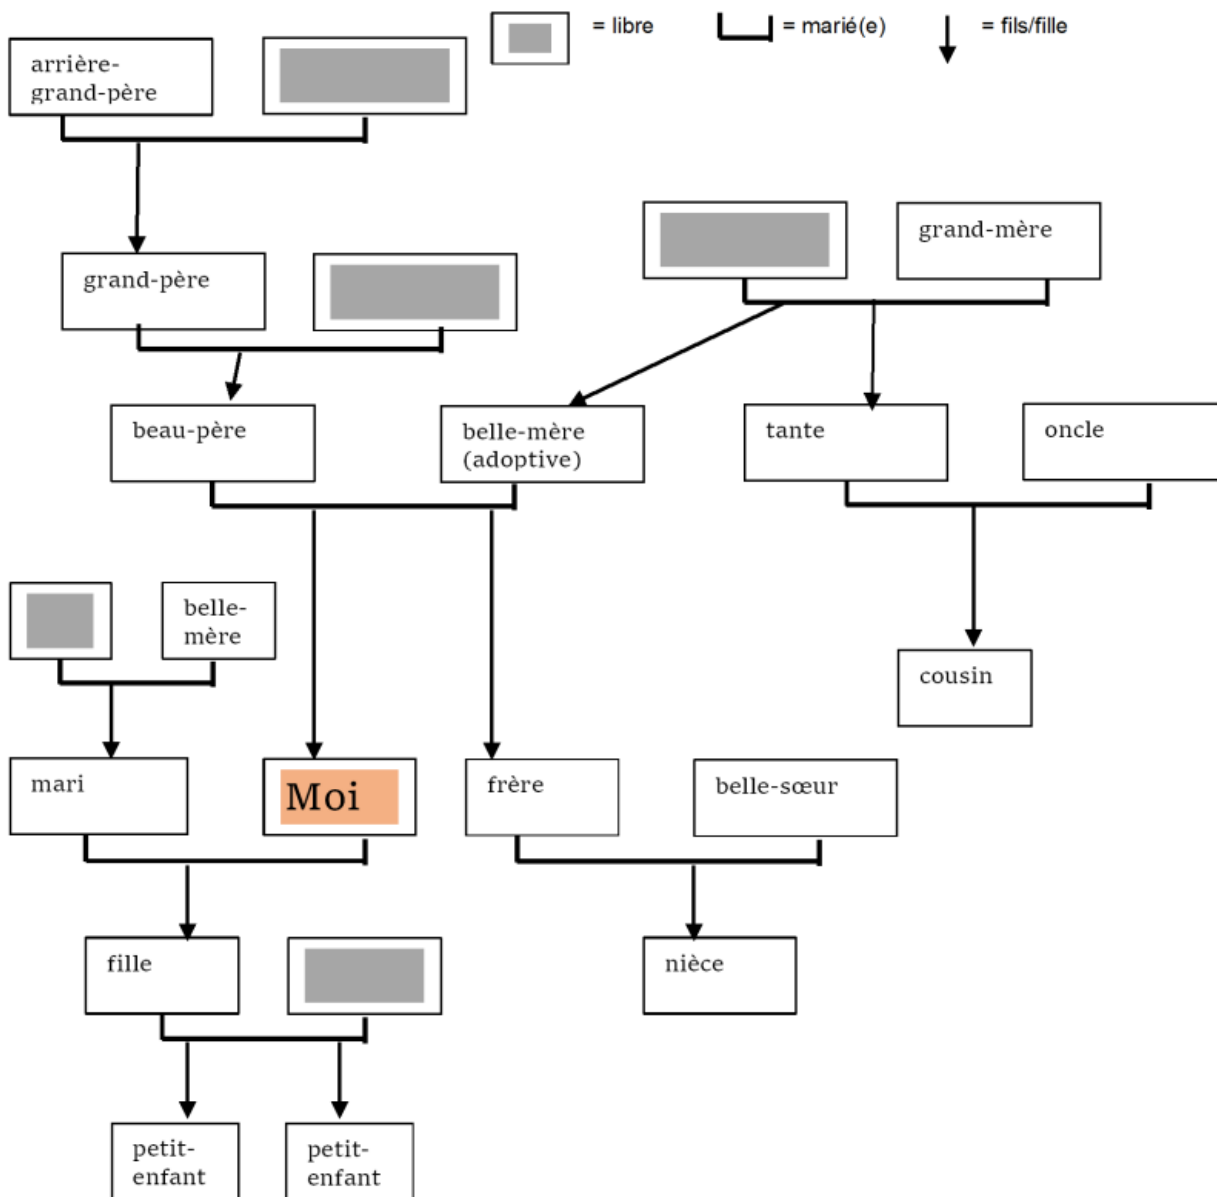 = libre
= marié(e)
= fils/fille
arrière-
grand-père
grand-mère
grand-père
beau-père
belle-mère
(adoptive)
tante
oncle
belle-
mère
cousin
mari
Moi
frère
belle-sœur
fille
nièce
petit-
enfant
petit-
enfant